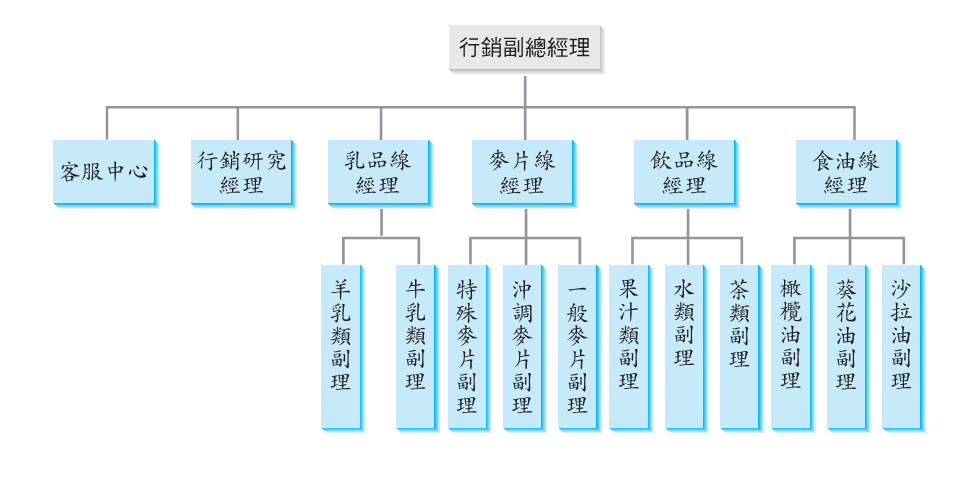 行銷副總經理
客服中心
行銷研究
經理
乳品線
經理
麥片線
經理
飲品線
經理
食油線
經理
羊乳類副理
牛乳類副理
特殊麥片副理
沖調麥片副理
一般麥片副理
果汁類副理
水類副理
茶類副理
橄欖油副理
葵花油副理
沙拉油副理